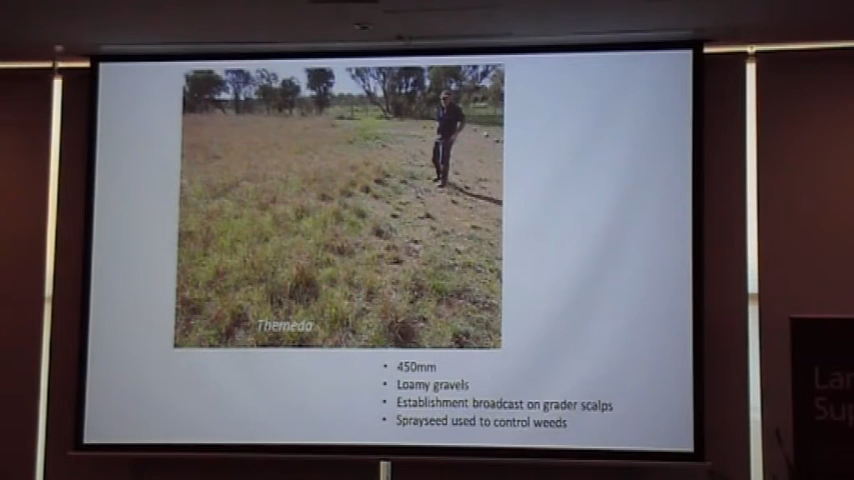 Themeda
• 450mm
• Loamy gravels
• Establishment broadcast on grader scalps
• Sprayseed used to control weeds